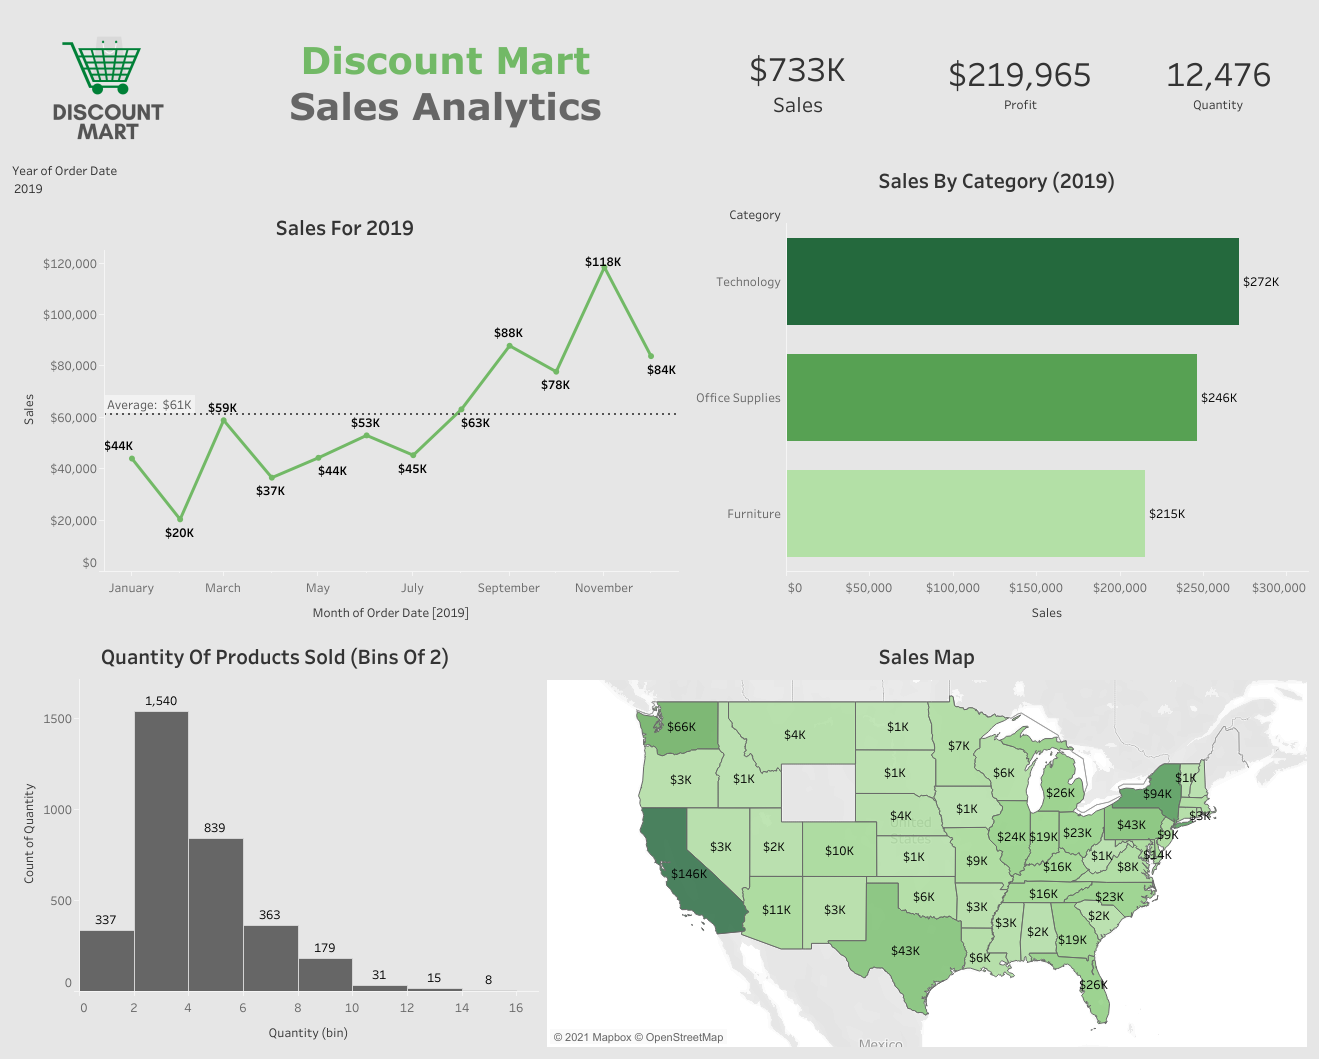 DISCOUNT
MART
Discount Mart
Sales Analytics
$733K
Sales
$219,965
Profit
12,476
Quantity
Year of Order Date
2019
Sales For 2019
Sales
$120,000
$100,000
$80,000
$60,000
$40,000
$20,000
$0
Average: $61K
$44K
$20K
$59K
$37K
$44K
$53K
$45K
$63K
$88K
$78K
$118K
$84K
January
March
May
July
September
November
Month of Order Date [2019]
Sales By Category (2019)
Category
Technology
$272K
Office Supplies
$246K
Furniture
$215K
$0
$50,000
$100,000
$150,000
$200,000
$250,000
$300,000
Sales
Quantity Of Products Sold (Bins Of 2)
Count of Quantity
1500
1000
500
0
337
1,540
839
363
179
31
15
8
0
2
4
6
8
10
12
14
16
Quantity (bin)
Sales Map
$66K
$4K
$1K
$7K
$3K
$1K
$1K
$6K
$26K
$94K
$1K
$4K
$1K
$3K
$43K
$9K
$3K
$2K
$10K
United
States
$1K
$9K
$24K
$19K
$23K
$1K
$8K
$14K
$146K
$16K
$11K
$3K
$6K
$3K
$16K
$23K
$2K
$43K
$6K
$3K
$2K
$19K
$26K
Mexico
© 2021 Mapbox © OpenStreetMap